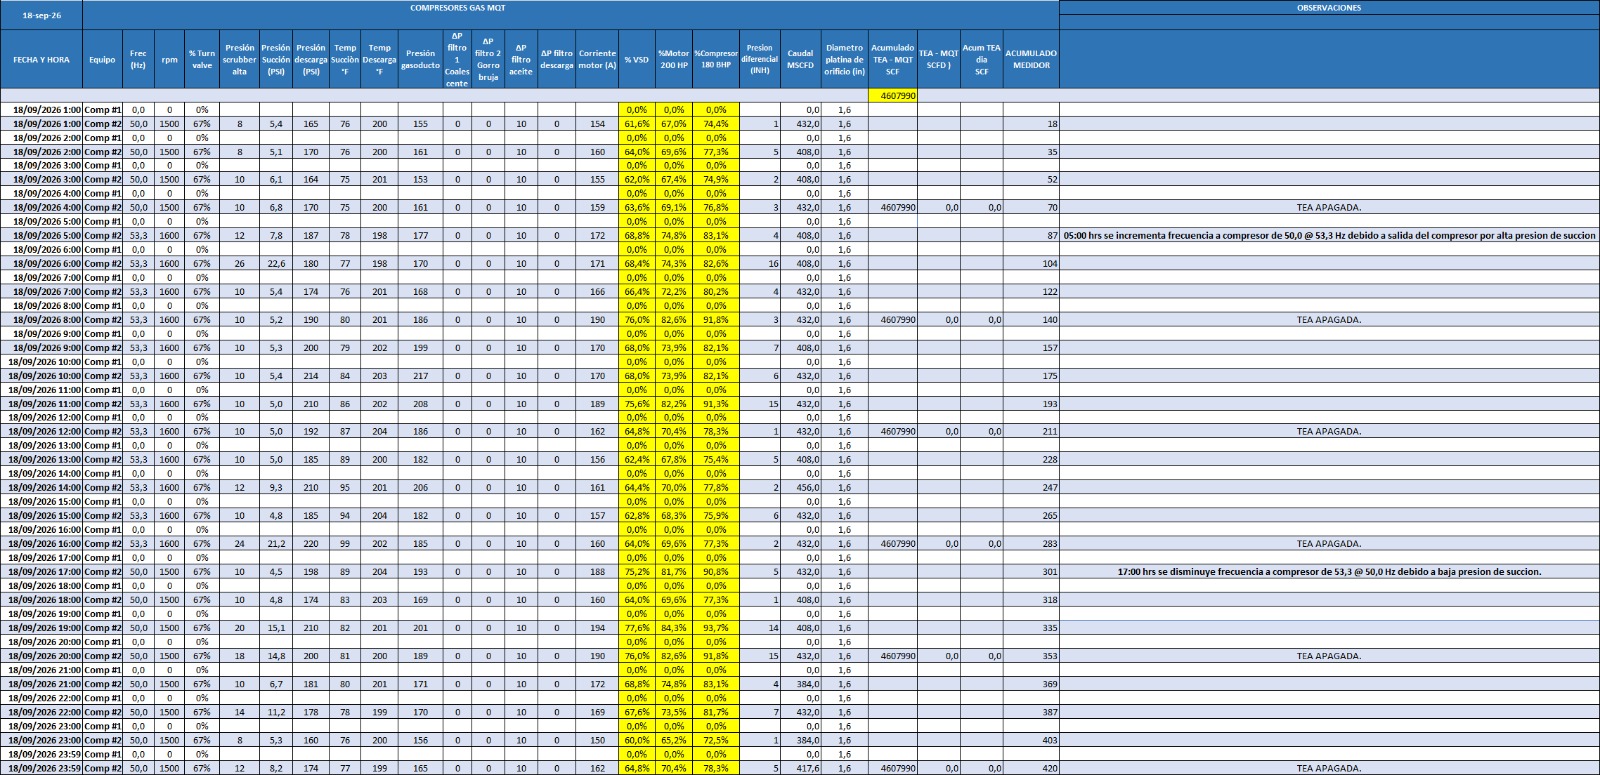 18-sep-26 COMPRESORES GAS MQT OBSERVACIONES
FECHA Y HORA Equipo Frec (Hz) rpm % Turn valve Presión scrubber alta Presión Succión (PSI) Presión descarga (PSI) Temp Succiòn °F Temp Descarga °F Presión gasoducto ΔP filtro 1 Coales cente ΔP filtro 2 Gorro bruja ΔP filtro aceite ΔP filtro descarga Corriente motor (A) % VSD %Motor 200 HP %Compresor 180 BHP Presion diferencial (INH) Caudal MSCFD Diametro platina de orificio (in) Acumulado TEA - MQT SCF TEA - MQT SCFD ) Acum TEA dia SCF ACUMULADO MEDIDOR
4607990
18/09/2026 1:00 Comp #1 0,0 0 0% 0,0% 0,0% 0,0% 0,0 1,6
18/09/2026 1:00 Comp #2 50,0 1500 67% 8 5,4 165 76 200 155 0 0 10 0 154 61,6% 67,0% 74,4% 1 432,0 1,6 18
18/09/2026 2:00 Comp #1 0,0 0 0% 0,0% 0,0% 0,0% 0,0 1,6
18/09/2026 2:00 Comp #2 50,0 1500 67% 8 5,1 170 76 200 161 0 0 10 0 160 64,0% 69,6% 77,3% 5 408,0 1,6 35
18/09/2026 3:00 Comp #1 0,0 0 0% 0,0% 0,0% 0,0% 0,0 1,6
18/09/2026 3:00 Comp #2 50,0 1500 67% 10 6,1 164 75 201 153 0 0 10 0 155 62,0% 67,4% 74,9% 2 408,0 1,6 52
18/09/2026 4:00 Comp #1 0,0 0 0% 0,0% 0,0% 0,0% 0,0 1,6
18/09/2026 4:00 Comp #2 50,0 1500 67% 10 6,8 170 75 200 161 0 0 10 0 159 63,6% 69,1% 76,8% 3 432,0 1,6 4607990 0,0 0,0 70 TEA APAGADA.
18/09/2026 5:00 Comp #1 0,0 0 0% 0,0% 0,0% 0,0% 0,0 1,6
18/09/2026 5:00 Comp #2 53,3 1600 67% 12 7,8 187 78 198 177 0 0 10 0 172 68,8% 74,8% 83,1% 4 408,0 1,6 87 05:00 hrs se incrementa frecuencia a compresor de 50,0 @ 53,3 Hz debido a salida del compresor por alta presion de succion
18/09/2026 6:00 Comp #1 0,0 0 0% 0,0% 0,0% 0,0% 0,0 1,6
18/09/2026 6:00 Comp #2 53,3 1600 67% 26 22,6 180 77 198 170 0 0 10 0 171 68,4% 74,3% 82,6% 16 408,0 1,6 104
18/09/2026 7:00 Comp #1 0,0 0 0% 0,0% 0,0% 0,0% 0,0 1,6
18/09/2026 7:00 Comp #2 53,3 1600 67% 10 5,4 174 76 201 168 0 0 10 0 166 66,4% 72,2% 80,2% 4 432,0 1,6 122
18/09/2026 8:00 Comp #1 0,0 0 0% 0,0% 0,0% 0,0% 0,0 1,6
18/09/2026 8:00 Comp #2 53,3 1600 67% 10 5,2 190 80 201 186 0 0 10 0 190 76,0% 82,6% 91,8% 3 432,0 1,6 4607990 0,0 0,0 140 TEA APAGADA.
18/09/2026 9:00 Comp #1 0,0 0 0% 0,0% 0,0% 0,0% 0,0 1,6
18/09/2026 9:00 Comp #2 53,3 1600 67% 10 5,3 200 79 202 199 0 0 10 0 170 68,0% 73,9% 82,1% 7 408,0 1,6 157
18/09/2026 10:00 Comp #1 0,0 0 0% 0,0% 0,0% 0,0% 0,0 1,6
18/09/2026 10:00 Comp #2 53,3 1600 67% 10 5,4 214 84 203 217 0 0 10 0 170 68,0% 73,9% 82,1% 6 432,0 1,6 175
18/09/2026 11:00 Comp #1 0,0 0 0% 0,0% 0,0% 0,0% 0,0 1,6
18/09/2026 11:00 Comp #2 53,3 1600 67% 10 5,0 210 86 202 208 0 0 10 0 189 75,6% 82,2% 91,3% 15 432,0 1,6 193
18/09/2026 12:00 Comp #1 0,0 0 0% 0,0% 0,0% 0,0% 0,0 1,6
18/09/2026 12:00 Comp #2 53,3 1600 67% 10 5,0 192 87 204 186 0 0 10 0 162 64,8% 70,4% 78,3% 1 432,0 1,6 4607990 0,0 0,0 211 TEA APAGADA.
18/09/2026 13:00 Comp #1 0,0 0 0% 0,0% 0,0% 0,0% 0,0 1,6
18/09/2026 13:00 Comp #2 53,3 1600 67% 10 5,0 185 89 200 182 0 0 10 0 156 62,4% 67,8% 75,4% 5 408,0 1,6 228
18/09/2026 14:00 Comp #1 0,0 0 0% 0,0% 0,0% 0,0% 0,0 1,6
18/09/2026 14:00 Comp #2 53,3 1600 67% 12 9,3 210 95 201 206 0 0 10 0 161 64,4% 70,0% 77,8% 2 456,0 1,6 247
18/09/2026 15:00 Comp #1 0,0 0 0% 0,0% 0,0% 0,0% 0,0 1,6
18/09/2026 15:00 Comp #2 53,3 1600 67% 10 4,8 185 94 204 182 0 0 10 0 157 62,8% 68,3% 75,9% 6 432,0 1,6 265
18/09/2026 16:00 Comp #1 0,0 0 0% 0,0% 0,0% 0,0% 0,0 1,6
18/09/2026 16:00 Comp #2 53,3 1600 67% 24 21,2 220 99 202 185 0 0 10 0 160 64,0% 69,6% 77,3% 2 432,0 1,6 4607990 0,0 0,0 283 TEA APAGADA.
18/09/2026 17:00 Comp #1 0,0 0 0% 0,0% 0,0% 0,0% 0,0 1,6
18/09/2026 17:00 Comp #2 50,0 1500 67% 10 4,5 198 89 204 193 0 0 10 0 188 75,2% 81,7% 90,8% 5 432,0 1,6 301 17:00 hrs se disminuye frecuencia a compresor de 53,3 @ 50,0 Hz debido a baja presion de succion.
18/09/2026 18:00 Comp #1 0,0 0 0% 0,0% 0,0% 0,0% 0,0 1,6
18/09/2026 18:00 Comp #2 50,0 1500 67% 10 4,8 174 83 203 169 0 0 10 0 160 64,0% 69,6% 77,3% 1 408,0 1,6 318
18/09/2026 19:00 Comp #1 0,0 0 0% 0,0% 0,0% 0,0% 0,0 1,6
18/09/2026 19:00 Comp #2 50,0 1500 67% 20 15,1 210 82 201 201 0 0 10 0 194 77,6% 84,3% 93,7% 14 408,0 1,6 335
18/09/2026 20:00 Comp #1 0,0 0 0% 0,0% 0,0% 0,0% 0,0 1,6
18/09/2026 20:00 Comp #2 50,0 1500 67% 18 14,8 200 81 200 189 0 0 10 0 190 76,0% 82,6% 91,8% 15 432,0 1,6 4607990 0,0 0,0 353 TEA APAGADA.
18/09/2026 21:00 Comp #1 0,0 0 0% 0,0% 0,0% 0,0% 0,0 1,6
18/09/2026 21:00 Comp #2 50,0 1500 67% 10 6,7 181 80 201 171 0 0 10 0 172 68,8% 74,8% 83,1% 4 384,0 1,6 369
18/09/2026 22:00 Comp #1 0,0 0 0% 0,0% 0,0% 0,0% 0,0 1,6
18/09/2026 22:00 Comp #2 50,0 1500 67% 14 11,2 178 78 199 170 0 0 10 0 169 67,6% 73,5% 81,7% 7 432,0 1,6 387
18/09/2026 23:00 Comp #1 0,0 0 0% 0,0% 0,0% 0,0% 0,0 1,6
18/09/2026 23:00 Comp #2 50,0 1500 67% 8 5,3 160 76 200 156 0 0 10 0 150 60,0% 65,2% 72,5% 1 384,0 1,6 403
18/09/2026 23:59 Comp #1 0,0 0 0% 0,0% 0,0% 0,0% 0,0 1,6
18/09/2026 23:59 Comp #2 50,0 1500 67% 12 8,2 174 77 199 165 0 0 10 0 162 64,8% 70,4% 78,3% 5 417,6 1,6 4607990 0,0 0,0 420 TEA APAGADA.